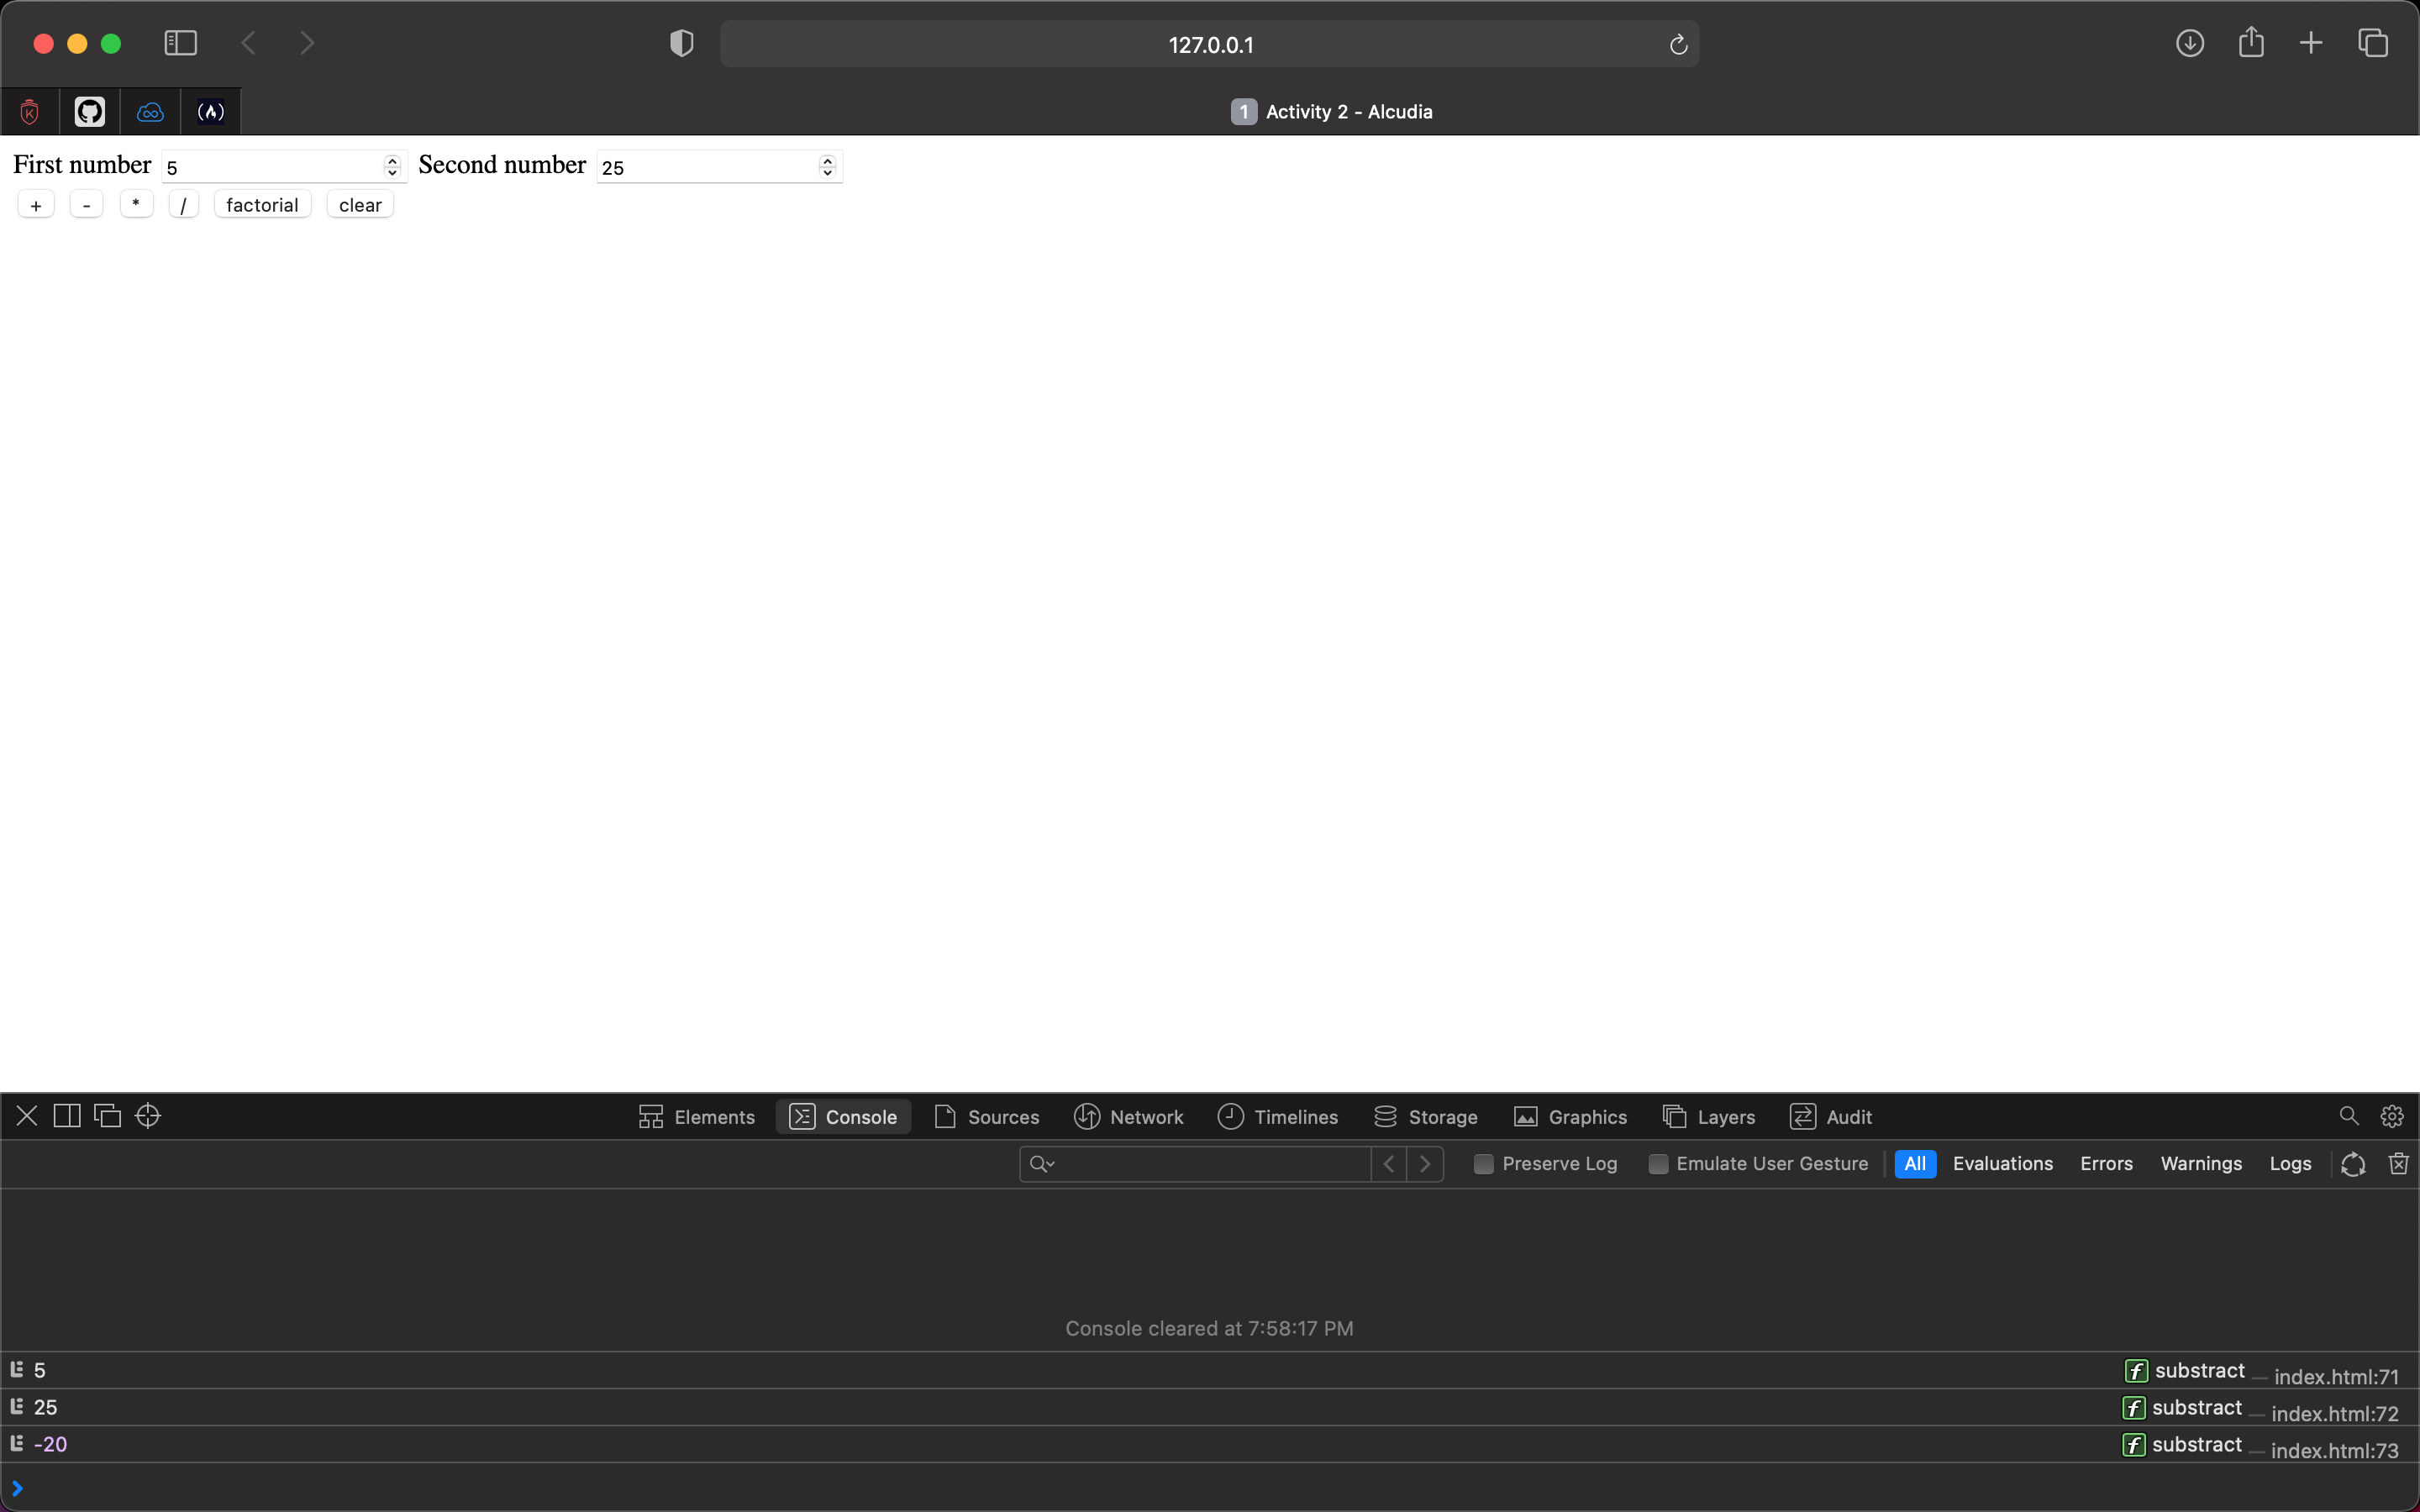 127.0.0.1
K
1 Activity 2 - Alcudia
First number 5 Second number 25
+ - * / factorial clear
Elements Console Sources Network Timelines Storage Graphics Layers Audit
Preserve Log Emulate User Gesture All Evaluations Errors Warnings Logs
Console cleared at 7:58:17 PM
5 f substract — index.html:71
25 f substract — index.html:72
-20 f substract — index.html:73